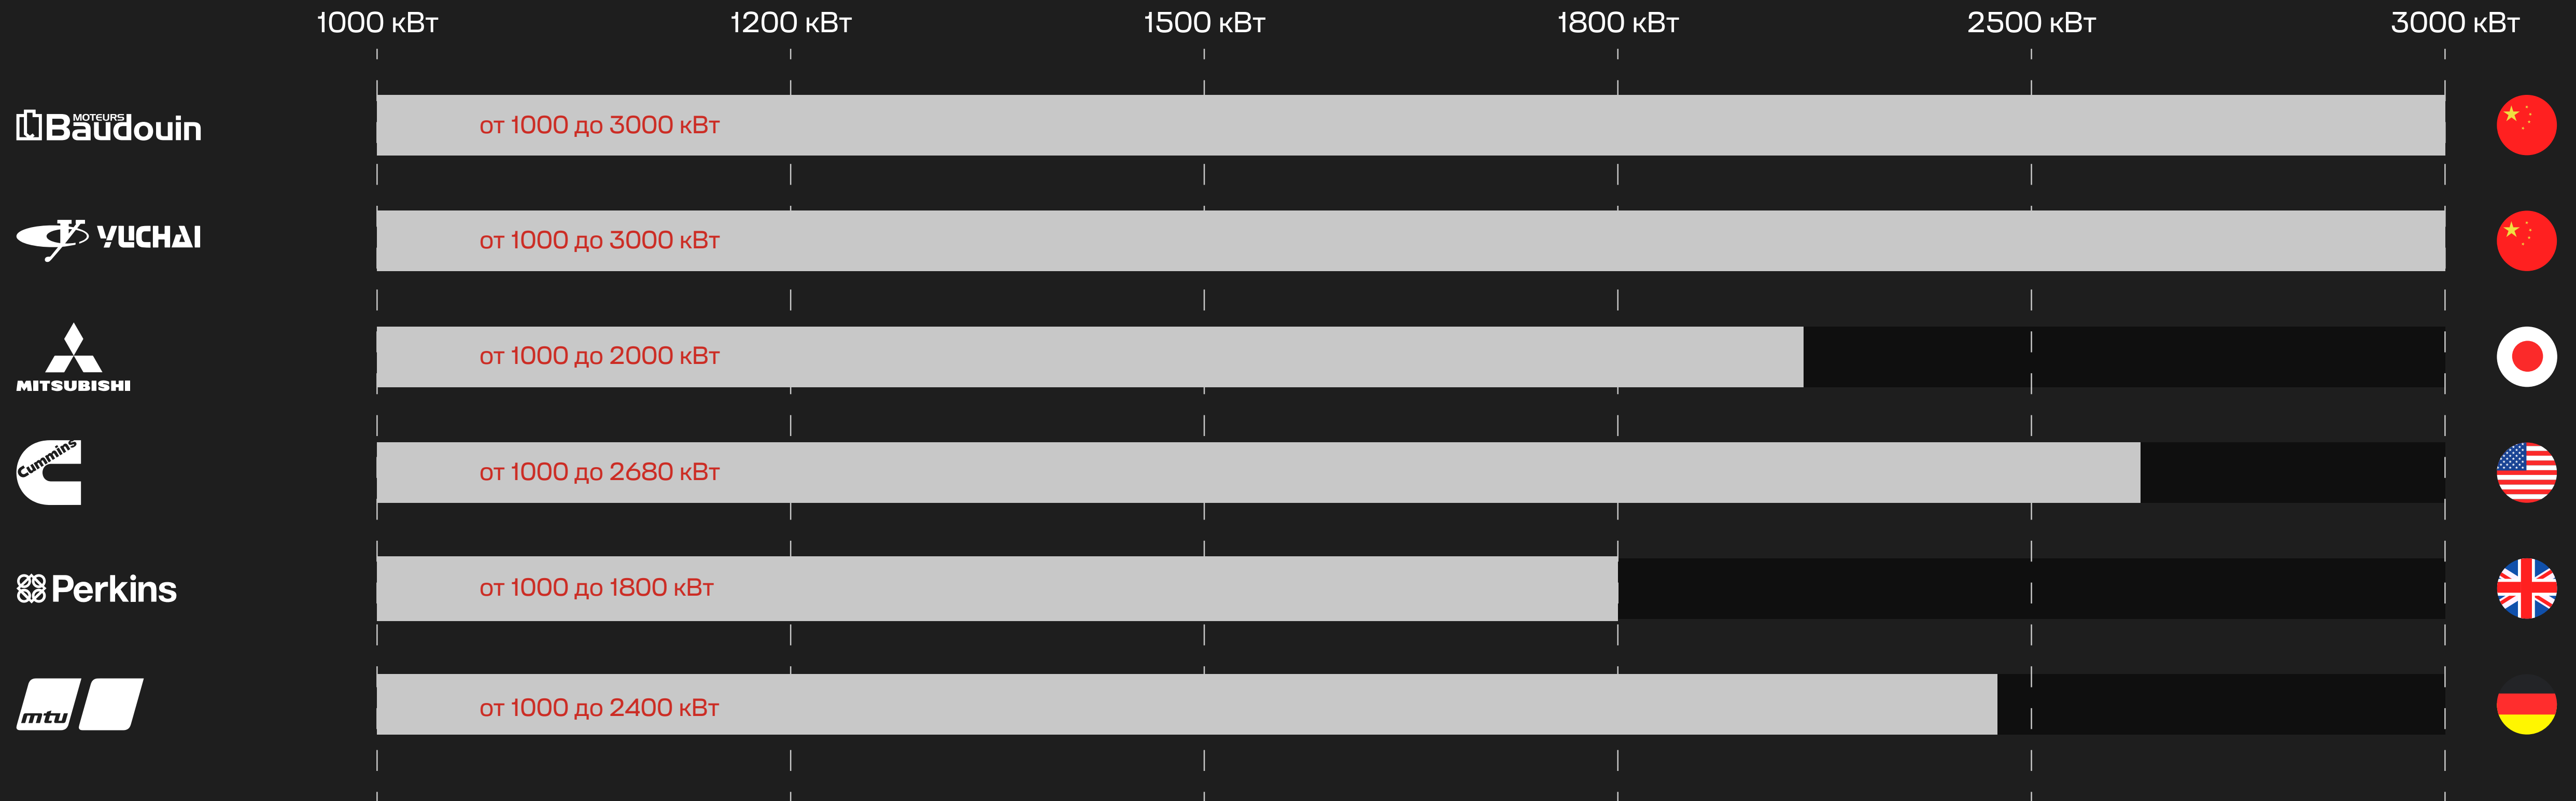 1000 кВт 1200 кВт 1500 кВт 1800 кВт 2500 кВт 3000 кВт
MOTEURS
Baudouin
от 1000 до 3000 кВт
YUCHAI
от 1000 до 3000 кВт
MITSUBISHI
от 1000 до 2000 кВт
Cummins
от 1000 до 2680 кВт
Perkins
от 1000 до 1800 кВт
mtu
от 1000 до 2400 кВт